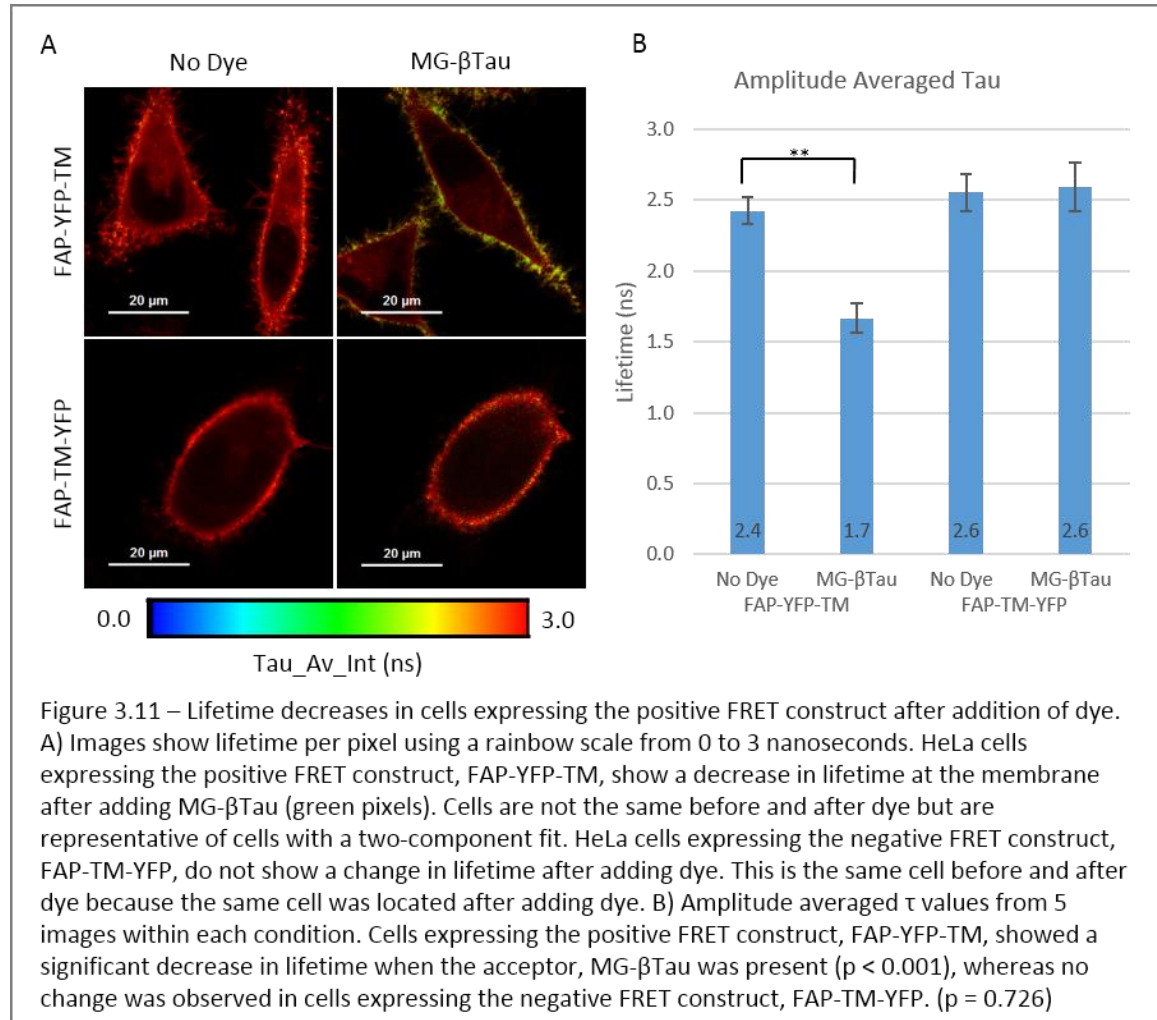 A
No Dye
MG-βTau
FAP-YFP-TM
20 µm
20 µm
FAP-TM-YFP
20 µm
20 µm
0.0
3.0
Tau_Av_Int (ns)
B
Amplitude Averaged Tau
Lifetime (ns)
3.0
2.5
2.0
1.5
1.0
0.5
0.0
**
2.4
1.7
2.6
2.6
No Dye
MG-βTau
No Dye
MG-βTau
FAP-YFP-TM
FAP-TM-YFP
Figure 3.11 – Lifetime decreases in cells expressing the positive FRET construct after addition of dye.
A) Images show lifetime per pixel using a rainbow scale from 0 to 3 nanoseconds. HeLa cells
expressing the positive FRET construct, FAP-YFP-TM, show a decrease in lifetime at the membrane
after adding MG-βTau (green pixels). Cells are not the same before and after dye but are
representative of cells with a two-component fit. HeLa cells expressing the negative FRET construct,
FAP-TM-YFP, do not show a change in lifetime after adding dye. This is the same cell before and after
dye because the same cell was located after adding dye. B) Amplitude averaged τ values from 5
images within each condition. Cells expressing the positive FRET construct, FAP-YFP-TM, showed a
significant decrease in lifetime when the acceptor, MG-βTau was present (p < 0.001), whereas no
change was observed in cells expressing the negative FRET construct, FAP-TM-YFP. (p = 0.726)